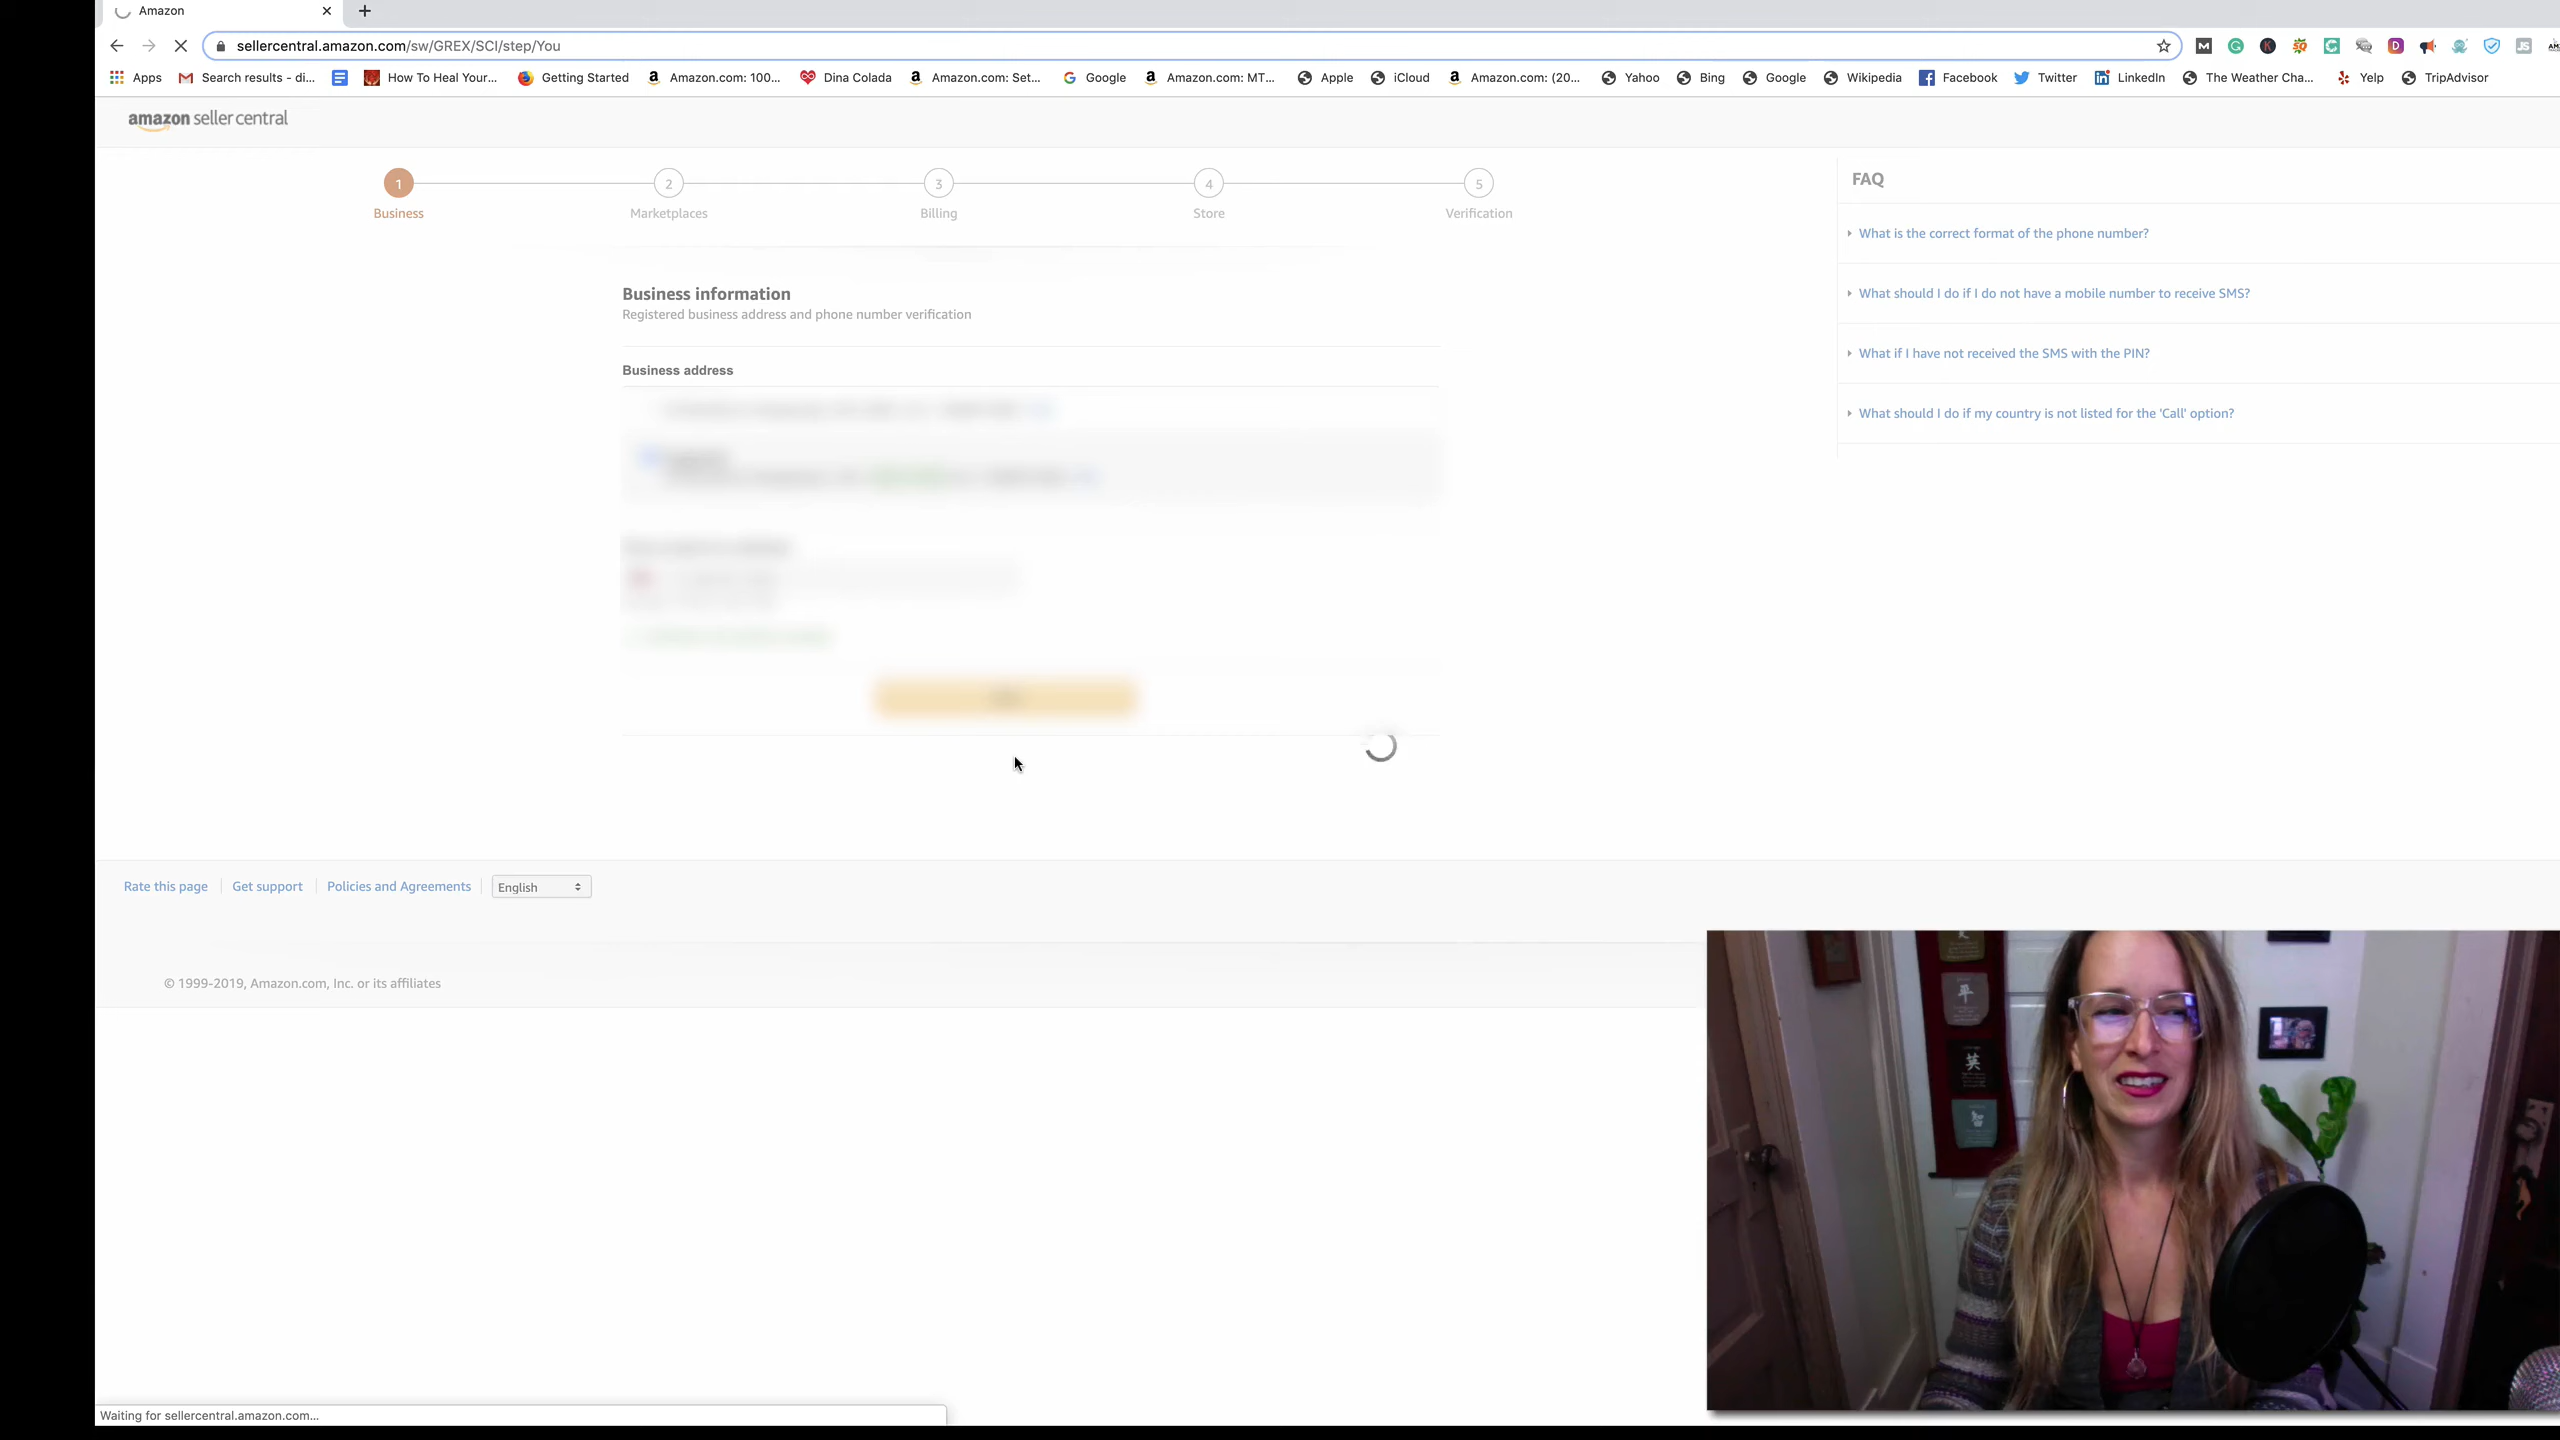 Amazon
sellercentral.amazon.com/sw/GREX/SCI/step/You
Apps Search results - di... How To Heal Your... Getting Started Amazon.com: 100... Dina Colada Amazon.com: Set... Google Amazon.com: MT... Apple iCloud Amazon.com: (20... Yahoo Bing Google Wikipedia Facebook Twitter LinkedIn The Weather Cha... Yelp TripAdvisor
amazon seller central
1 2 3 4 5
Business Marketplaces Billing Store Verification
Business information
Registered business address and phone number verification
Business address
FAQ
What is the correct format of the phone number?
What should I do if I do not have a mobile number to receive SMS?
What if I have not received the SMS with the PIN?
What should I do if my country is not listed for the 'Call' option?
Rate this page Get support Policies and Agreements English
© 1999-2019, Amazon.com, Inc. or its affiliates
平
英
Waiting for sellercentral.amazon.com...